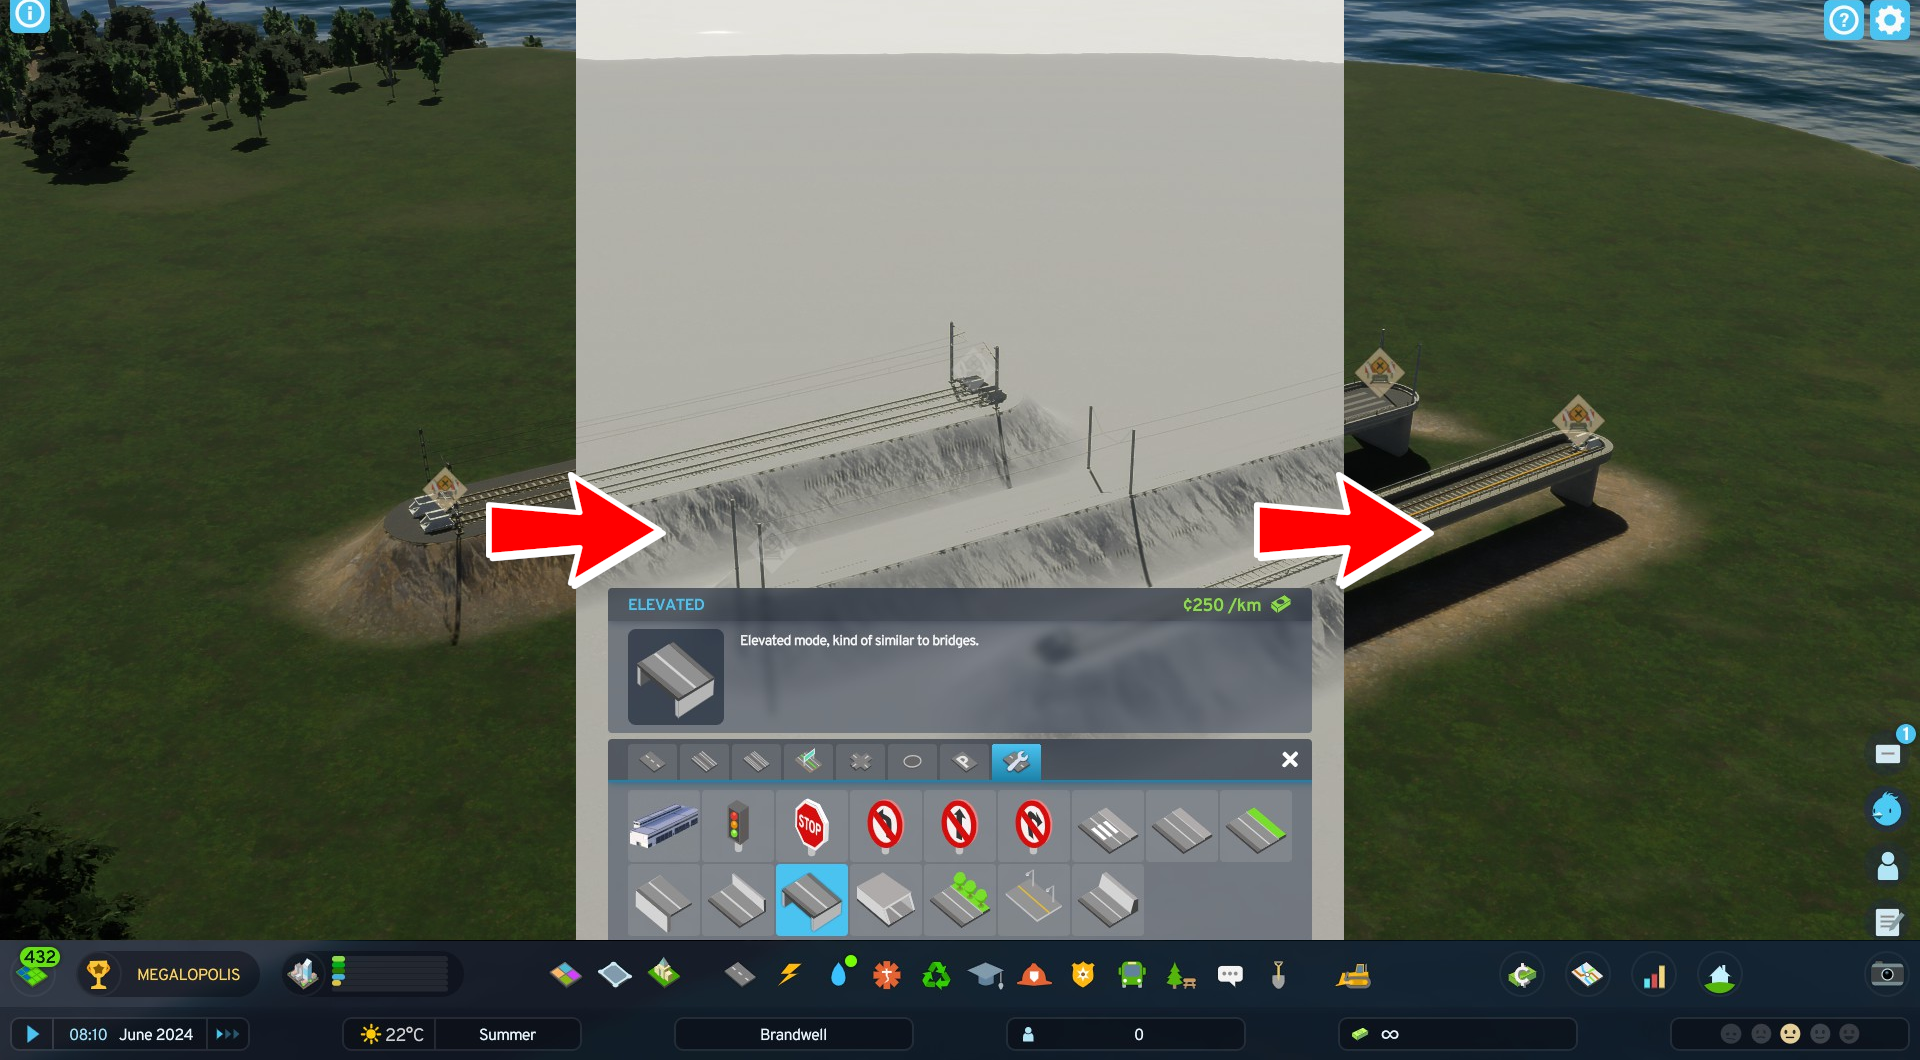 ELEVATED
¢250 /km
Elevated mode, kind of similar to bridges.
P
STOP
1
432
MEGALOPOLIS
08:10 June 2024
22°C
Summer
Brandwell
0
∞